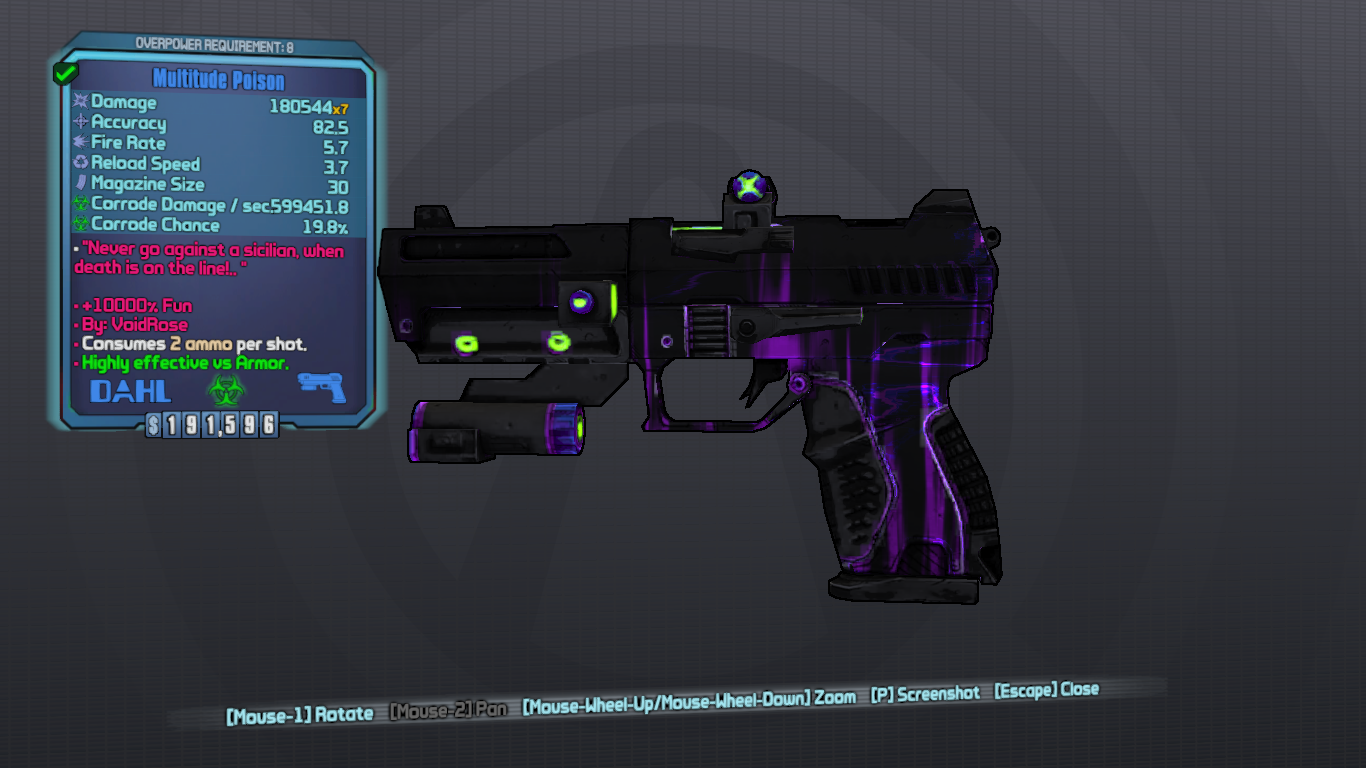 OVERPOWER REQUIREMENT: 8
Multitude Poison
Damage 180544x7
Accuracy 82.5
Fire Rate 5.7
Reload Speed 3.7
Magazine Size 30
Corrode Damage / sec. 599451.8
Corrode Chance 19.8%
• "Never go against a sicilian, when
death is on the line!.. "
• +10000% Fun
• By: VoidRose
• Consumes 2 ammo per shot.
• Highly effective vs Armor.
DAHL
$191,596
[Mouse-1] Rotate [Mouse-2] Pan [Mouse-Wheel-Up/Mouse-Wheel-Down] Zoom [P] Screenshot [Escape] Close